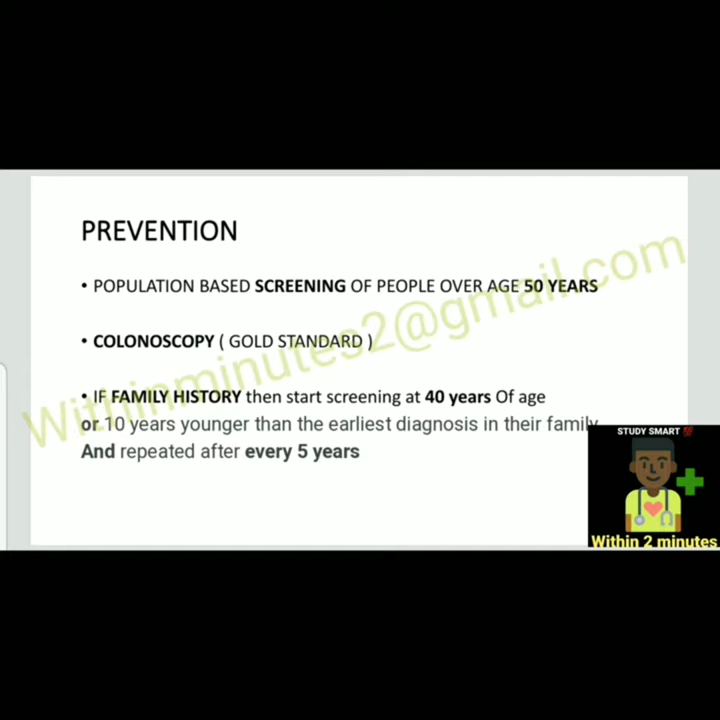 PREVENTION
• POPULATION BASED SCREENING OF PEOPLE OVER AGE 50 YEARS
• COLONOSCOPY ( GOLD STANDARD )
• IF FAMILY HISTORY then start screening at 40 years Of age
or 10 years younger than the earliest diagnosis in their family
And repeated after every 5 years
Withinminutes2@gmail.com
STUDY SMART 💯
Within 2 minutes